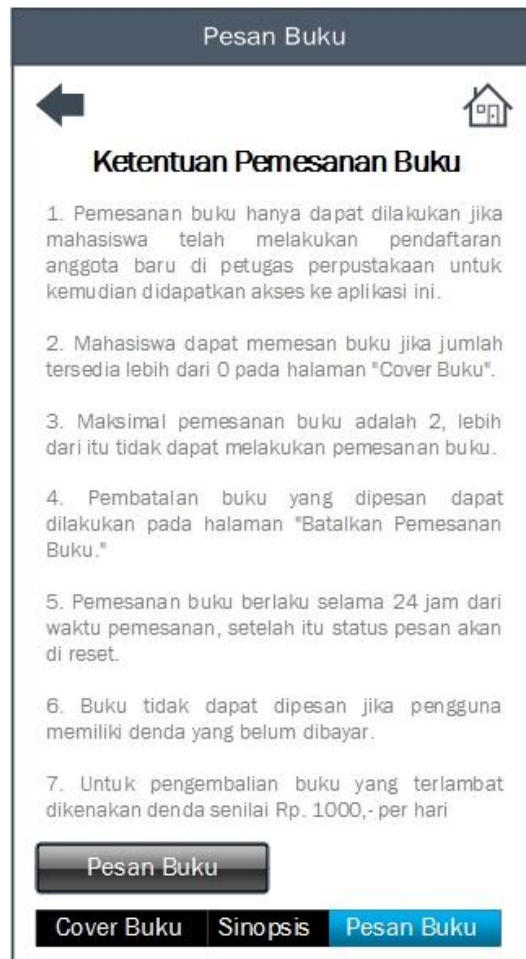 Pesan Buku
Ketentuan Pemesanan Buku
1. Pemesanan buku hanya dapat dilakukan jika
mahasiswa telah melakukan pendaftaran
anggota baru di petugas perpustakaan untuk
kemudian didapatkan akses ke aplikasi ini.
2. Mahasiswa dapat memesan buku jika jumlah
tersedia lebih dari 0 pada halaman "Cover Buku".
3. Maksimal pemesanan buku adalah 2, lebih
dari itu tidak dapat melakukan pemesanan buku.
4. Pembatalan buku yang dipesan dapat
dilakukan pada halaman "Batalkan Pemesanan
Buku."
5. Pemesanan buku berlaku selama 24 jam dari
waktu pemesanan, setelah itu status pesan akan
di reset.
6. Buku tidak dapat dipesan jika pengguna
memiliki denda yang belum dibayar.
7. Untuk pengembalian buku yang terlambat
dikenakan denda senilai Rp. 1000,- per hari
Pesan Buku
Cover Buku Sinopsis Pesan Buku